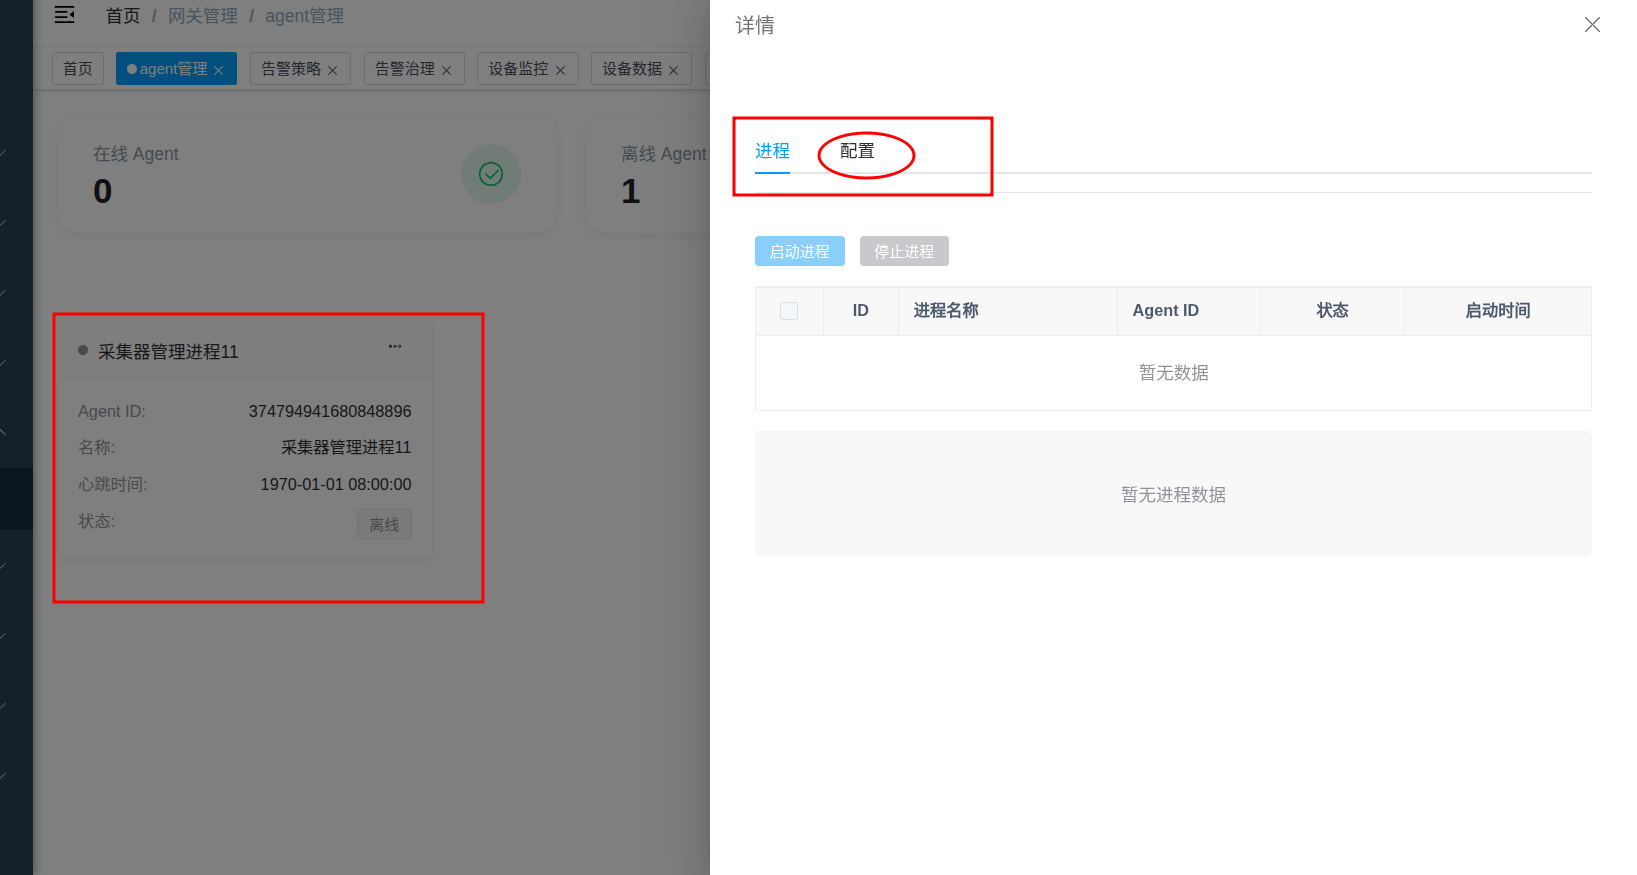 首页 / 网关管理 / agent管理
首页 agent管理 告警策略 告警治理 设备监控 设备数据
在线 Agent
0
离线 Agent
1
采集器管理进程11
Agent ID: 374794941680848896
名称: 采集器管理进程11
心跳时间: 1970-01-01 08:00:00
状态: 离线
详情
进程 配置
启动进程 停止进程
ID 进程名称 Agent ID 状态 启动时间
暂无数据
暂无进程数据